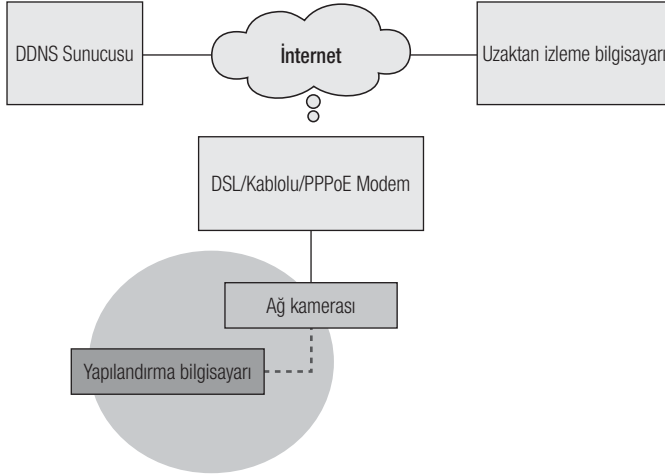 DDNS Sunucusu
İnternet
Uzaktan izleme bilgisayarı
DSL/Kablolu/PPPoE Modem
Ağ kamerası
Yapılandırma bilgisayarı